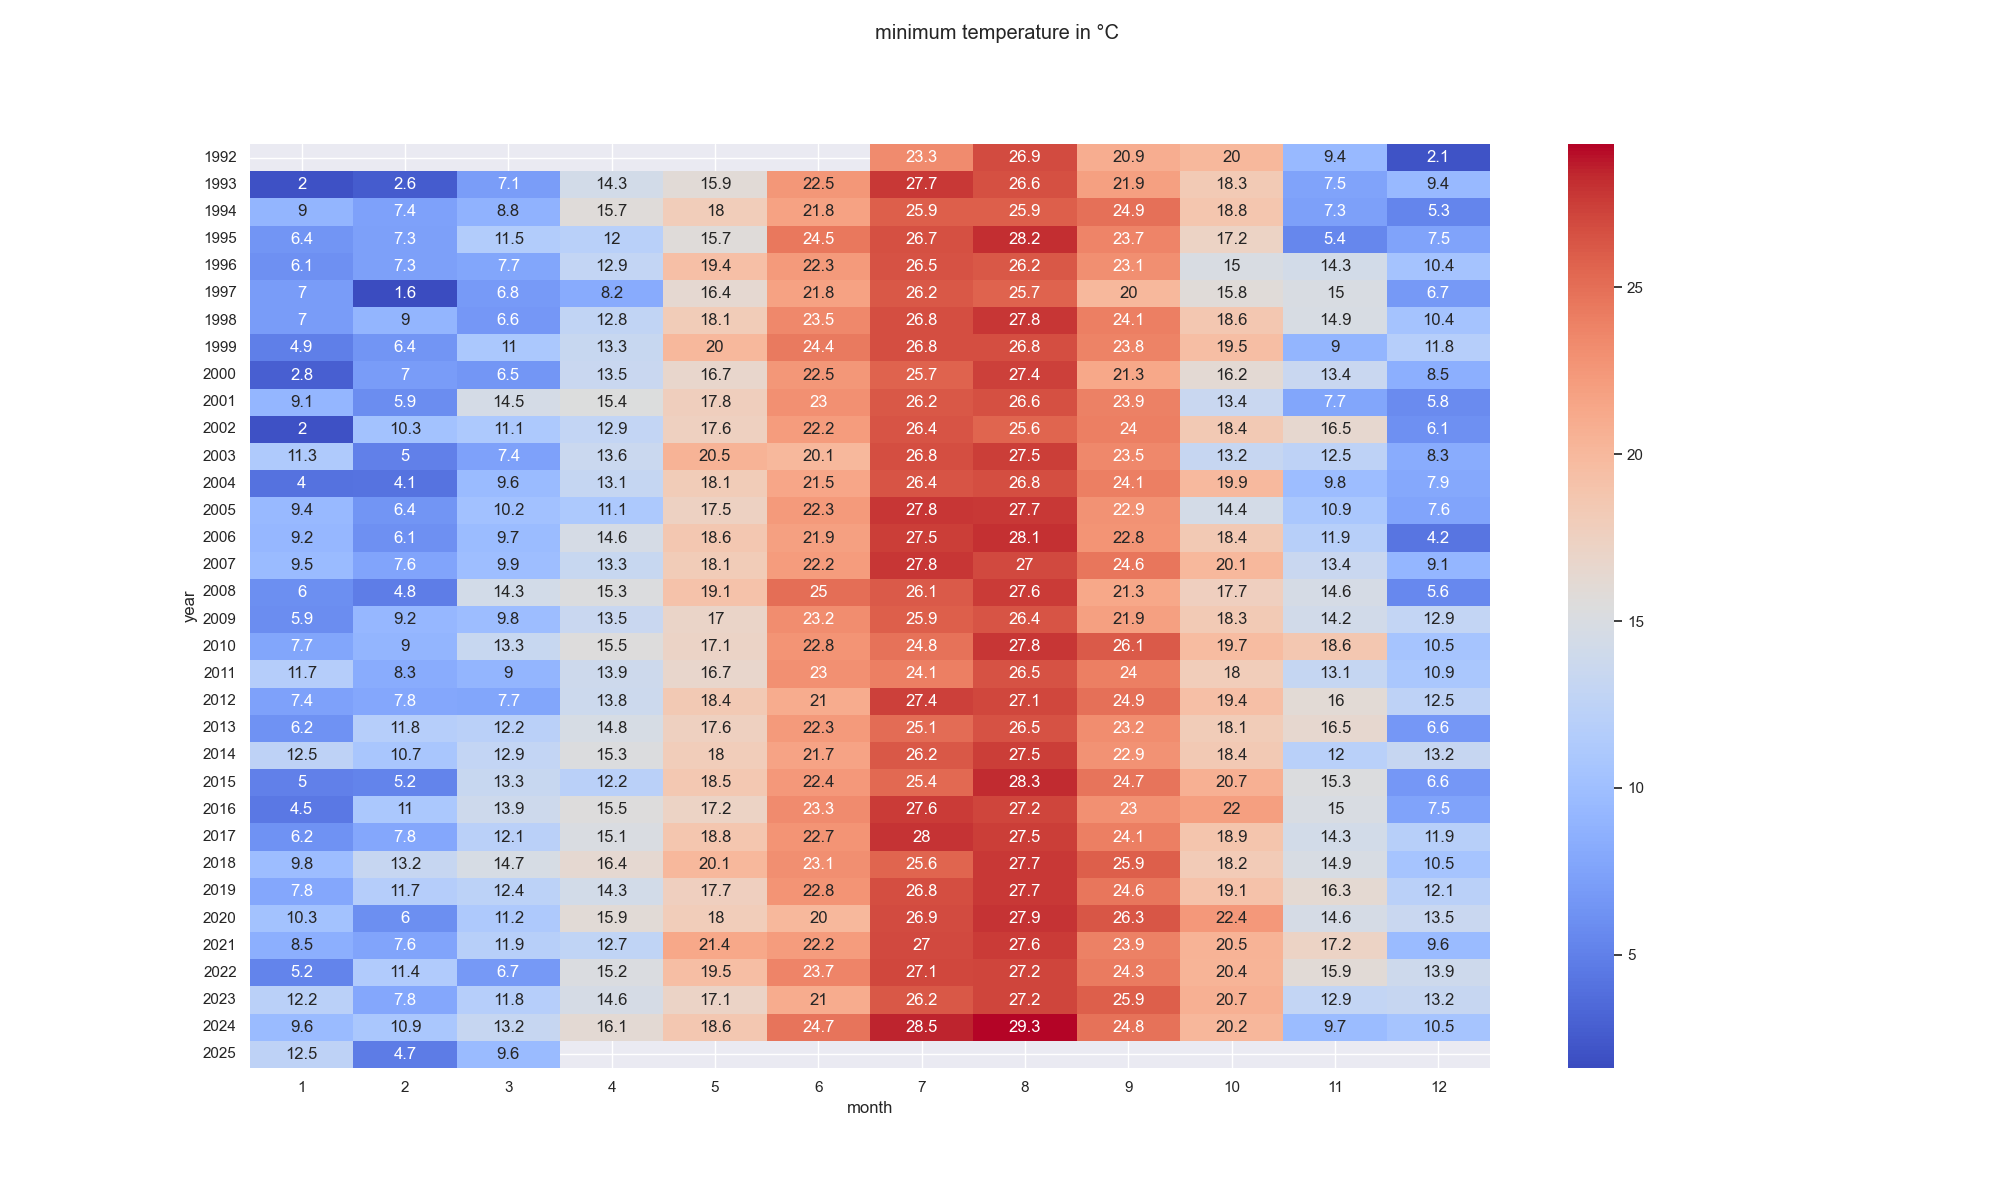 minimum temperature in °C
1992 23.3 26.9 20.9 20 9.4 2.1
1993 2 2.6 7.1 14.3 15.9 22.5 27.7 26.6 21.9 18.3 7.5 9.4
1994 9 7.4 8.8 15.7 18 21.8 25.9 25.9 24.9 18.8 7.3 5.3
1995 6.4 7.3 11.5 12 15.7 24.5 26.7 28.2 23.7 17.2 5.4 7.5
1996 6.1 7.3 7.7 12.9 19.4 22.3 26.5 26.2 23.1 15 14.3 10.4
1997 7 1.6 6.8 8.2 16.4 21.8 26.2 25.7 20 15.8 15 6.7
25
1998 7 9 6.6 12.8 18.1 23.5 26.8 27.8 24.1 18.6 14.9 10.4
1999 4.9 6.4 11 13.3 20 24.4 26.8 26.8 23.8 19.5 9 11.8
2000 2.8 7 6.5 13.5 16.7 22.5 25.7 27.4 21.3 16.2 13.4 8.5
2001 9.1 5.9 14.5 15.4 17.8 23 26.2 26.6 23.9 13.4 7.7 5.8
2002 2 10.3 11.1 12.9 17.6 22.2 26.4 25.6 24 18.4 16.5 6.1
2003 11.3 5 7.4 13.6 20.5 20.1 26.8 27.5 23.5 13.2 12.5 8.3
20
2004 4 4.1 9.6 13.1 18.1 21.5 26.4 26.8 24.1 19.9 9.8 7.9
2005 9.4 6.4 10.2 11.1 17.5 22.3 27.8 27.7 22.9 14.4 10.9 7.6
2006 9.2 6.1 9.7 14.6 18.6 21.9 27.5 28.1 22.8 18.4 11.9 4.2
2007 9.5 7.6 9.9 13.3 18.1 22.2 27.8 27 24.6 20.1 13.4 9.1
2008 6 4.8 14.3 15.3 19.1 25 26.1 27.6 21.3 17.7 14.6 5.6
year
2009 5.9 9.2 9.8 13.5 17 23.2 25.9 26.4 21.9 18.3 14.2 12.9
15
2010 7.7 9 13.3 15.5 17.1 22.8 24.8 27.8 26.1 19.7 18.6 10.5
2011 11.7 8.3 9 13.9 16.7 23 24.1 26.5 24 18 13.1 10.9
2012 7.4 7.8 7.7 13.8 18.4 21 27.4 27.1 24.9 19.4 16 12.5
2013 6.2 11.8 12.2 14.8 17.6 22.3 25.1 26.5 23.2 18.1 16.5 6.6
2014 12.5 10.7 12.9 15.3 18 21.7 26.2 27.5 22.9 18.4 12 13.2
2015 5 5.2 13.3 12.2 18.5 22.4 25.4 28.3 24.7 20.7 15.3 6.6
10
2016 4.5 11 13.9 15.5 17.2 23.3 27.6 27.2 23 22 15 7.5
2017 6.2 7.8 12.1 15.1 18.8 22.7 28 27.5 24.1 18.9 14.3 11.9
2018 9.8 13.2 14.7 16.4 20.1 23.1 25.6 27.7 25.9 18.2 14.9 10.5
2019 7.8 11.7 12.4 14.3 17.7 22.8 26.8 27.7 24.6 19.1 16.3 12.1
2020 10.3 6 11.2 15.9 18 20 26.9 27.9 26.3 22.4 14.6 13.5
2021 8.5 7.6 11.9 12.7 21.4 22.2 27 27.6 23.9 20.5 17.2 9.6
5
2022 5.2 11.4 6.7 15.2 19.5 23.7 27.1 27.2 24.3 20.4 15.9 13.9
2023 12.2 7.8 11.8 14.6 17.1 21 26.2 27.2 25.9 20.7 12.9 13.2
2024 9.6 10.9 13.2 16.1 18.6 24.7 28.5 29.3 24.8 20.2 9.7 10.5
2025 12.5 4.7 9.6
1 2 3 4 5 6 7 8 9 10 11 12
month